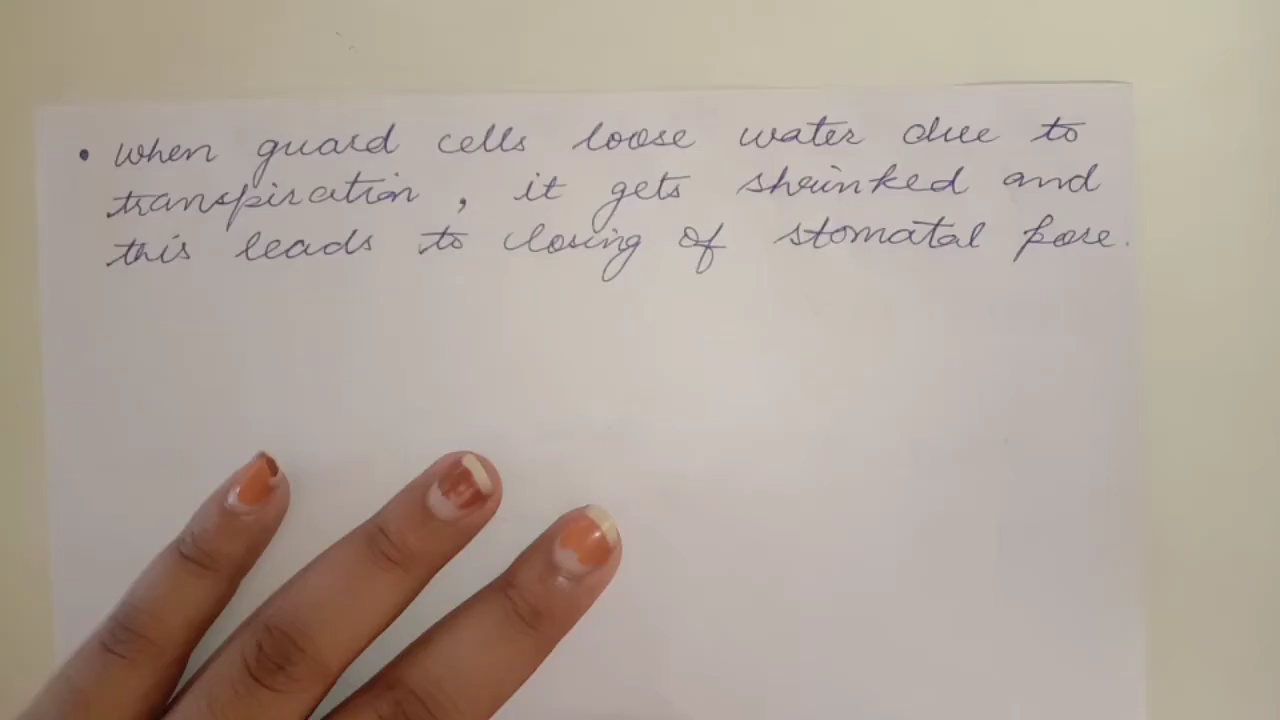 • when guard cells loose water due to
transpiration, it gets shrinked and
this leads to closing of stomatal pore.